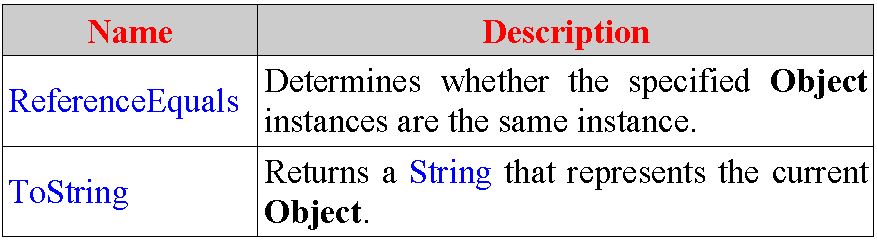 Name Description
ReferenceEquals
Determines whether the specified Object
instances are the same instance.
ToString
Returns a String that represents the current
Object.